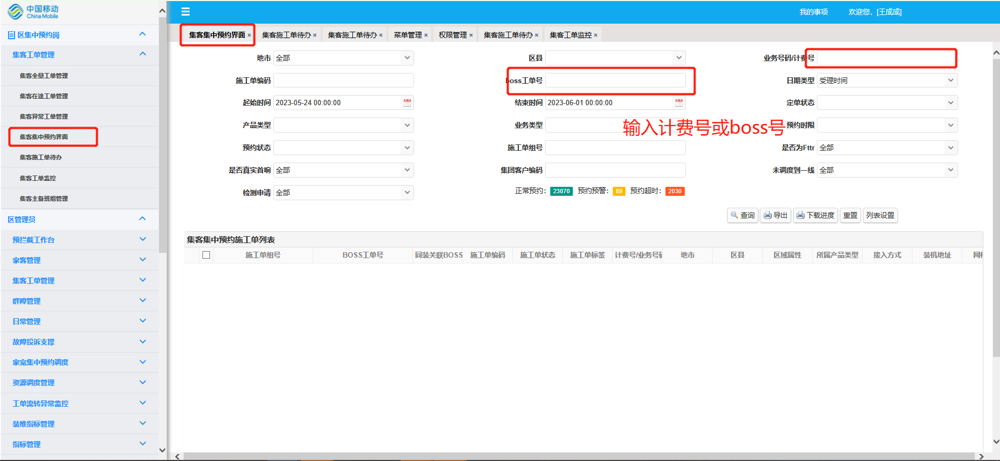 中国移动
China Mobile
我的事项
欢迎您，[王成成]
区集中预约岗
集客工单管理
集客全量工单管理
集客在途工单管理
集客异常工单管理
集客集中预约界面
集客施工单待办
集客工单监控
集客主备班组管理
区管理员
预拦截工作台
家客管理
集客工单管理
群障管理
日常管理
故障投诉支撑
家宽集中预约调度
资源调度管理
工单流转异常监控
装维指标管理
指标管理
集客集中预约界面 × 集客施工单待办 × 集客施工单待办 × 菜单管理 × 权限管理 × 集客施工单待办 × 集客工单监控 ×
地市 全部 区县 业务号码/计费号
施工单编码 boss工单号 日期类型 受理时间
起始时间 2023-05-24 00:00:00 结束时间 2023-06-01 00:00:00 定单状态
产品类型 业务类型 预约时限
输入计费号或boss号
预约状态 施工单组号 是否为Fttr 全部
是否真实首响 全部 集团客户编码 未调度到一线 全部
检测申请 全部 正常预约： 23070 预约预警： 89 预约超时： 2030
查询 导出 下载进度 重置 列表设置
集客集中预约施工单列表
施工单组号 BOSS工单号 同装关联BOSS 施工单编码 施工单状态 施工单标签 计费号/业务号码 地市 区县 区域属性 所属产品类型 接入方式 装机地址